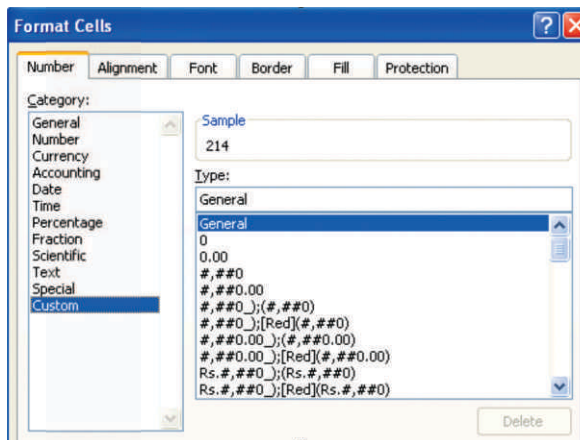 Format Cells
Number Alignment Font Border Fill Protection
Category:
General
Number
Currency
Accounting
Date
Time
Percentage
Fraction
Scientific
Text
Special
Custom
Sample
214
Type:
General
General
0
0.00
#,##0
#,##0.00
#,##0_);(#,##0)
#,##0_);[Red](#,##0)
#,##0.00_);(#,##0.00)
#,##0.00_);[Red](#,##0.00)
Rs.#,##0_);(Rs.#,##0)
Rs.#,##0_);[Red](Rs.#,##0)
Delete